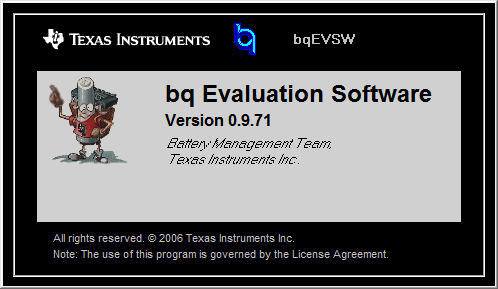 TEXAS INSTRUMENTS bq bqEVSW
bq Evaluation Software
Version 0.9.71
Battery Management Team,
Texas Instruments Inc.
All rights reserved. © 2006 Texas Instruments Inc.
Note: The use of this program is governed by the License Agreement.